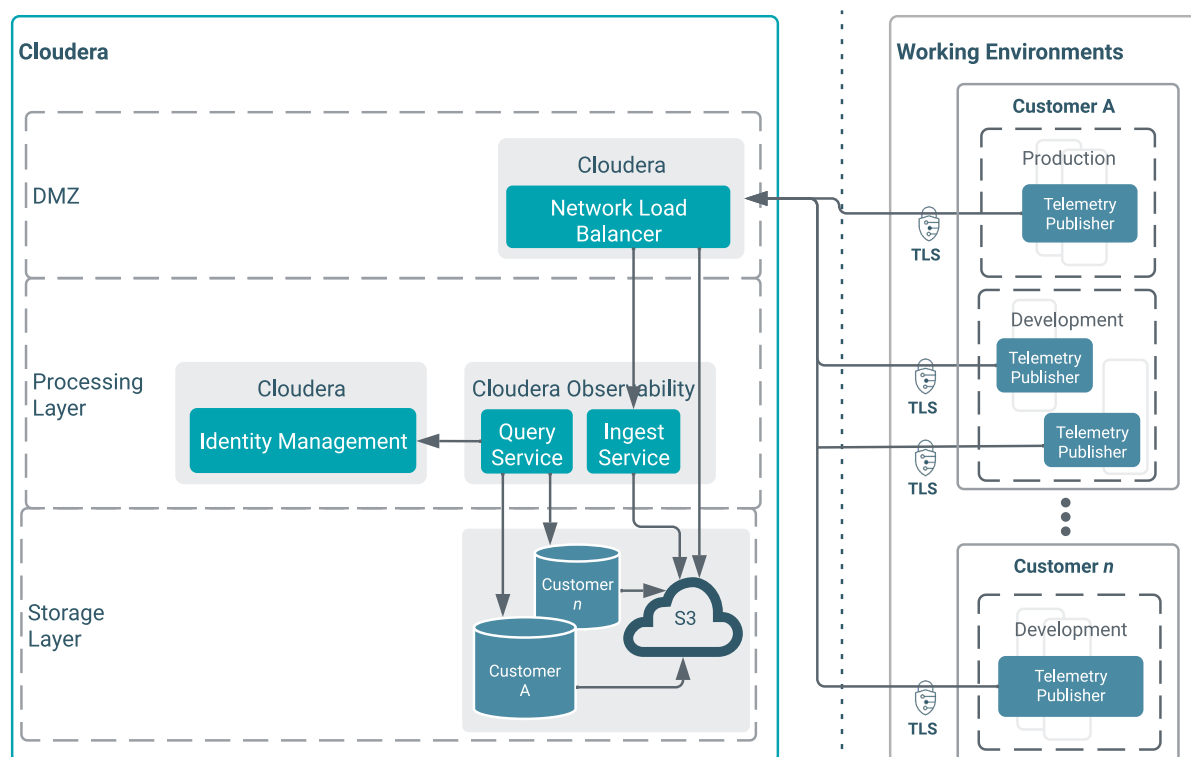 Cloudera
DMZ
Cloudera
Network Load
Balancer
Processing
Layer
Cloudera
Identity Management
Cloudera Observability
Query
Service
Ingest
Service
Storage
Layer
Customer
n
Customer
A
S3
TLS
TLS
TLS
TLS
Working Environments
Customer A
Production
Telemetry
Publisher
Development
Telemetry
Publisher
Telemetry
Publisher
Customer n
Development
Telemetry
Publisher